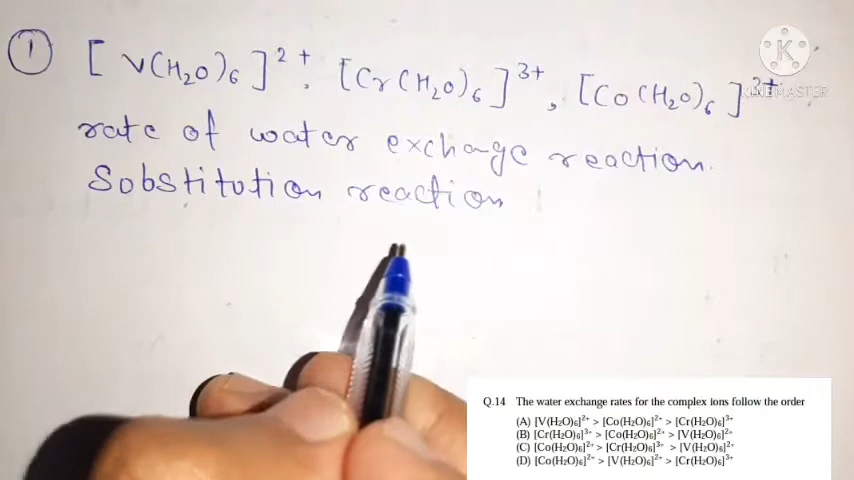 ① [V(H₂O)₆]²⁺, [Cr(H₂O)₆]³⁺, [Co(H₂O)₆]²⁺
rate of water exchange reaction.
Sobstitution reaction
K
KINEMASTER
Q.14 The water exchange rates for the complex ions follow the order
(A) [V(H₂O)₆]²⁺ > [Co(H₂O)₆]²⁺ > [Cr(H₂O)₆]³⁺
(B) [Cr(H₂O)₆]³⁺ > [Co(H₂O)₆]²⁺ > [V(H₂O)₆]²⁺
(C) [Co(H₂O)₆]²⁺ > [Cr(H₂O)₆]³⁺ > [V(H₂O)₆]²⁺
(D) [Co(H₂O)₆]²⁺ > [V(H₂O)₆]²⁺ > [Cr(H₂O)₆]³⁺